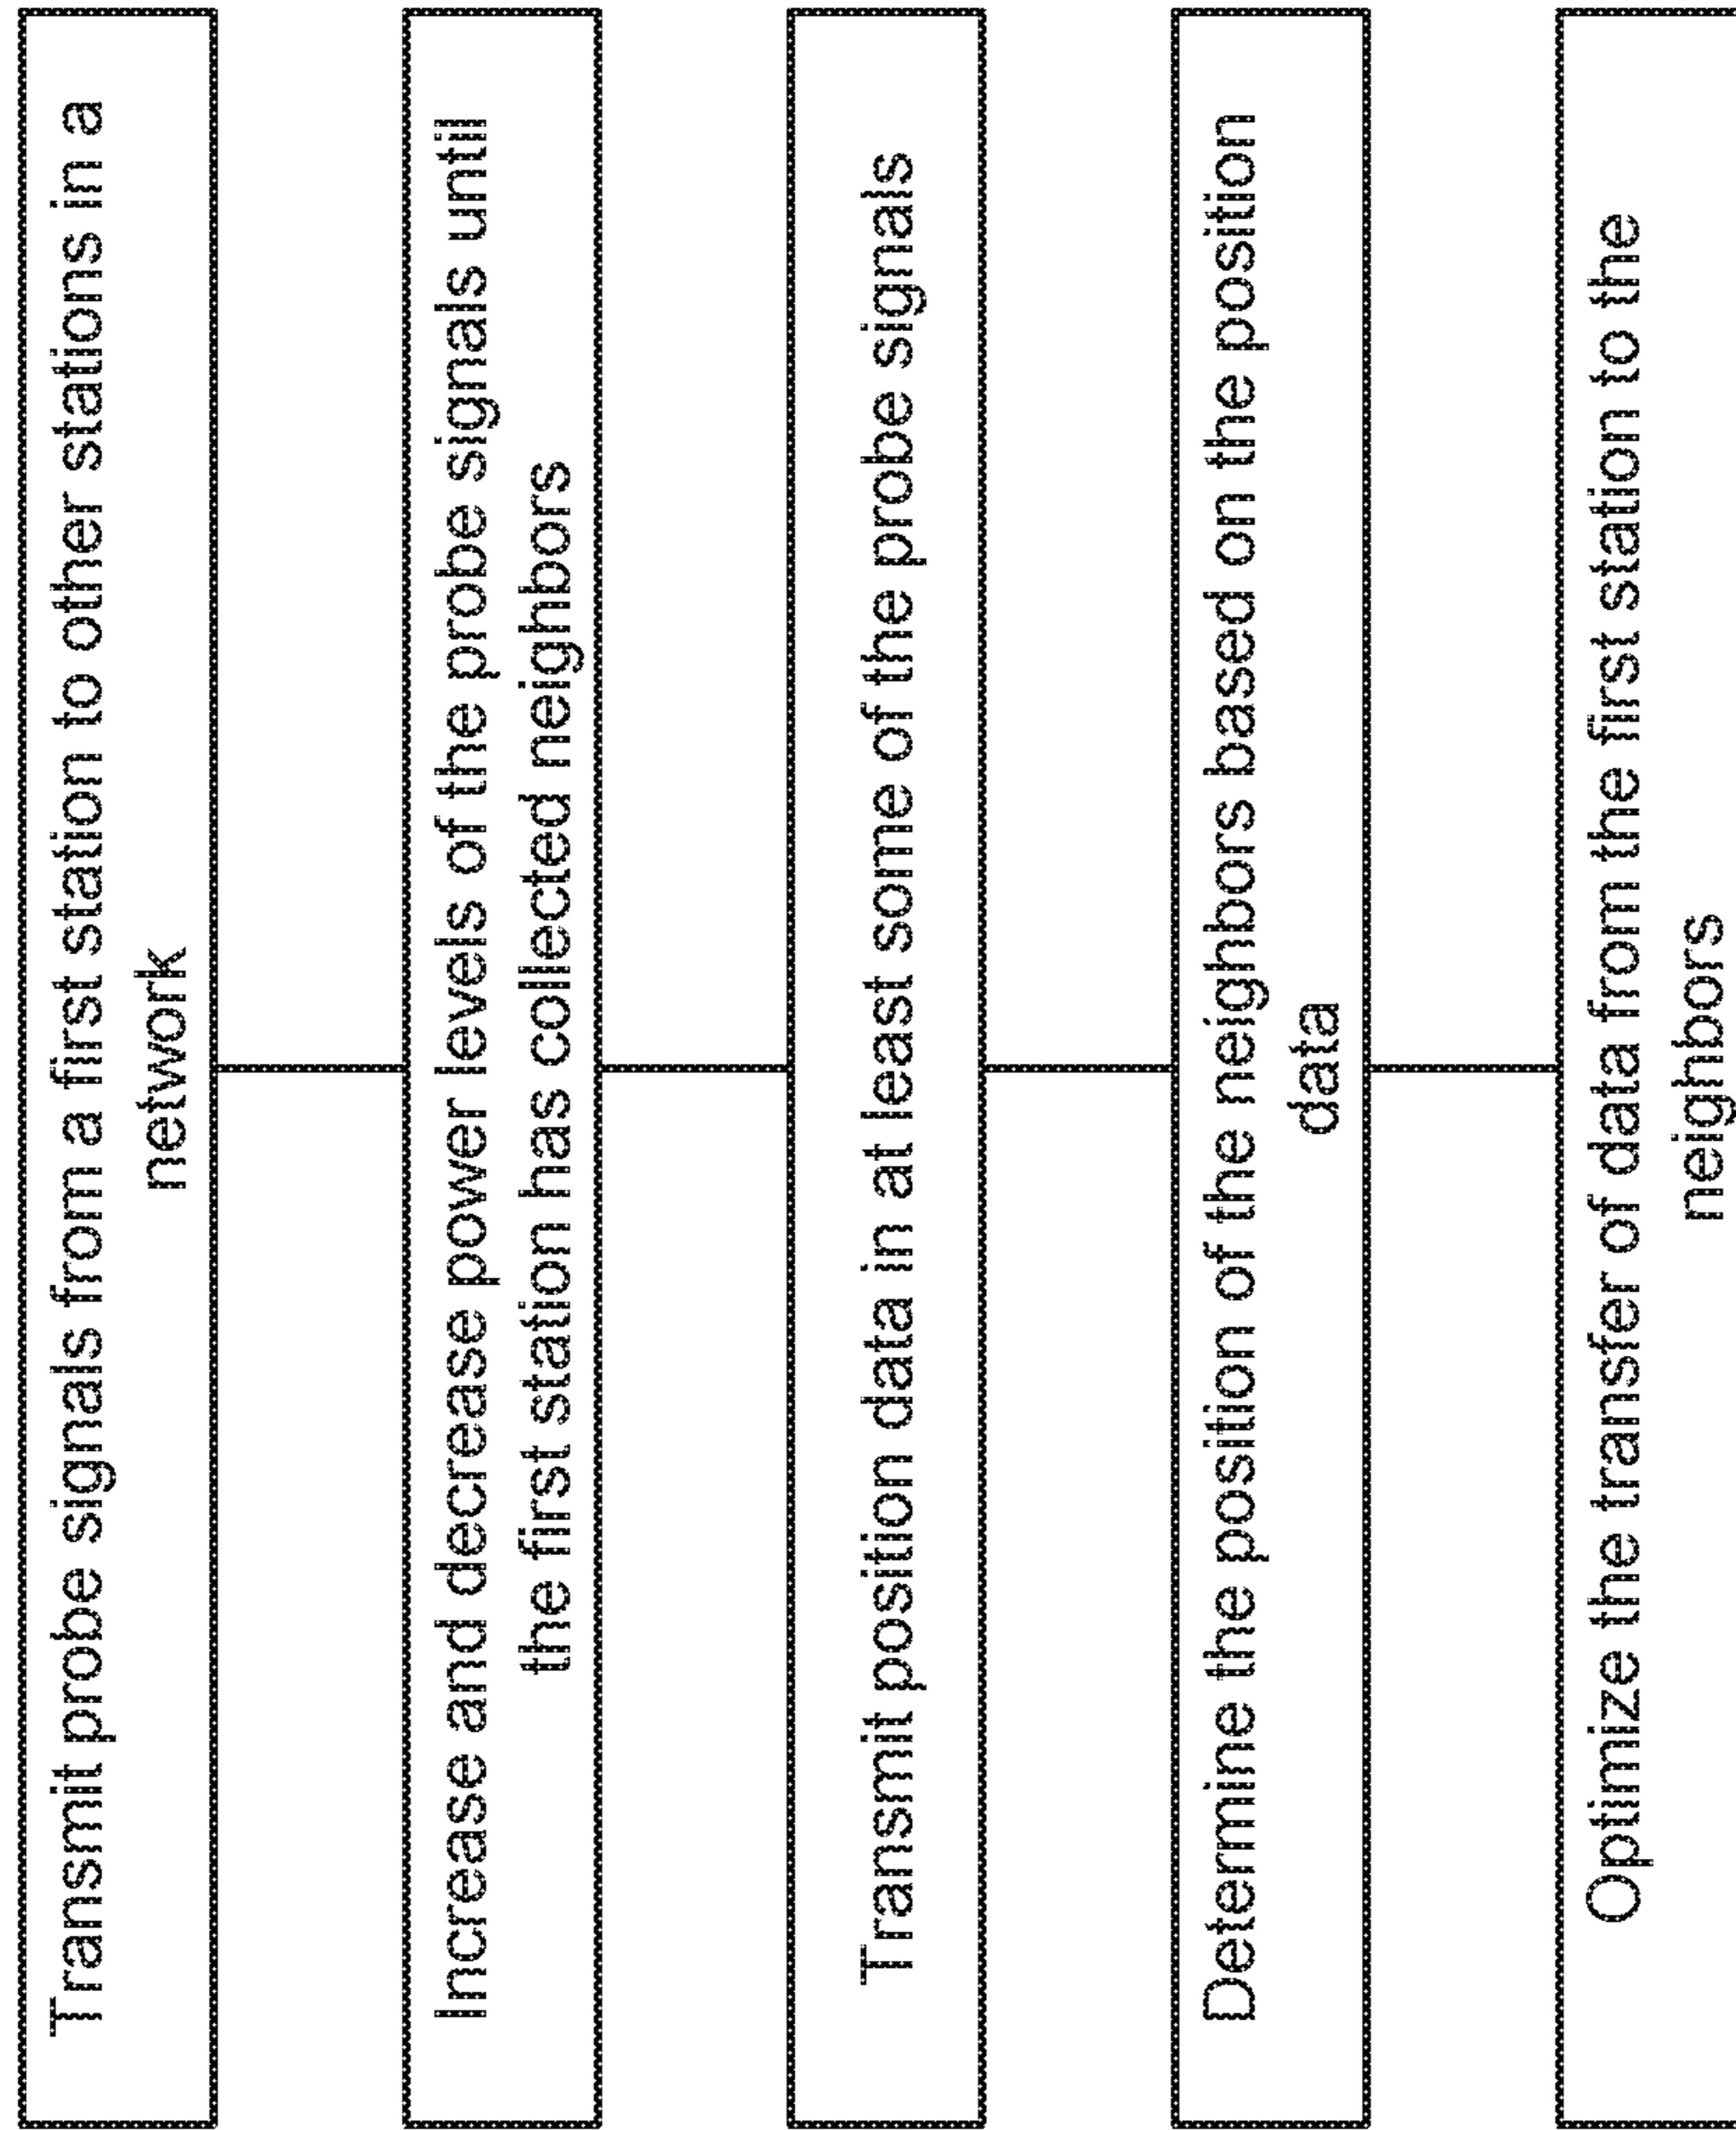 Transmit probe signals from a first station to other stations in a
network
Increase and decrease power levels of the probe signals until
the first station has collected neighbors
Transmit position data in at least some of the probe signals
Determine the position of the neighbors based on the position
data
Optimize the transfer of data from the first station to the
neighbors